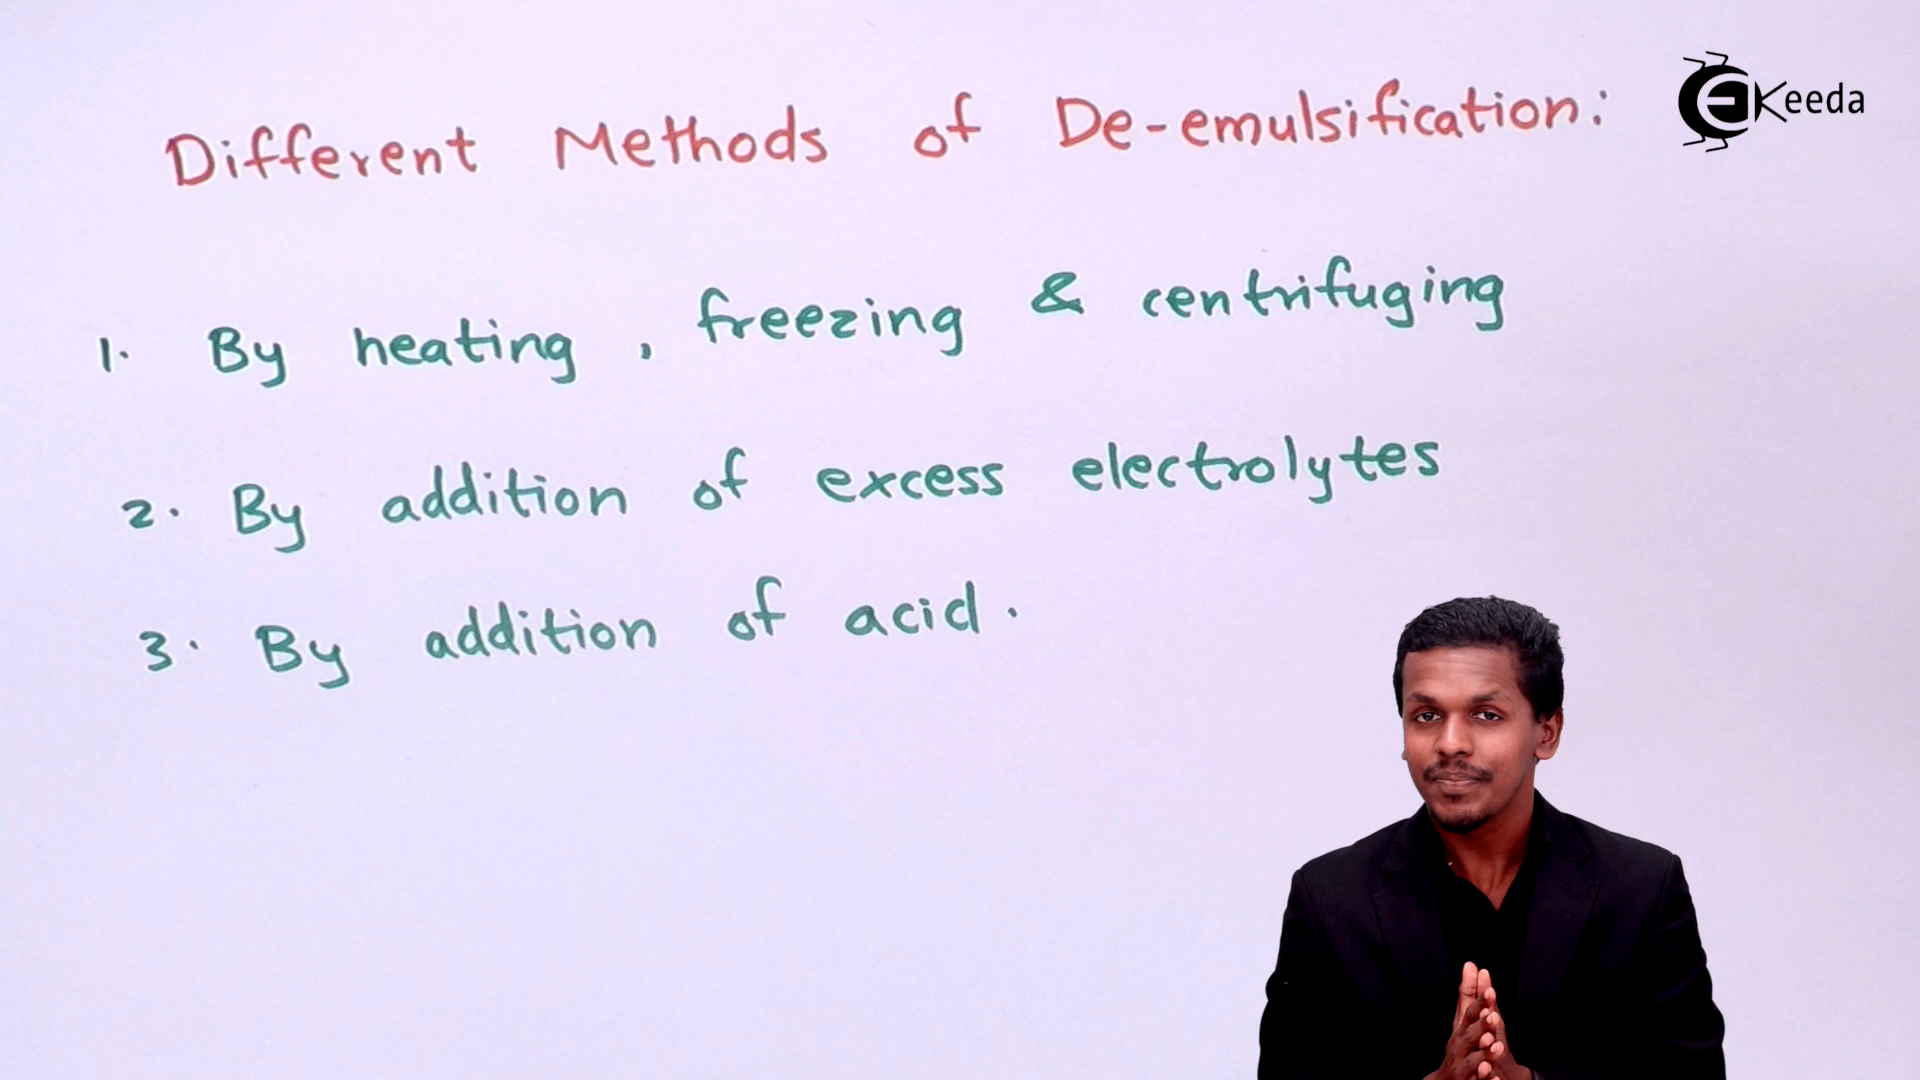 Different Methods of De-emulsification:
EKeeda
1. By heating, freezing & centrifuging
2. By addition of excess electrolytes
3. By addition of acid.